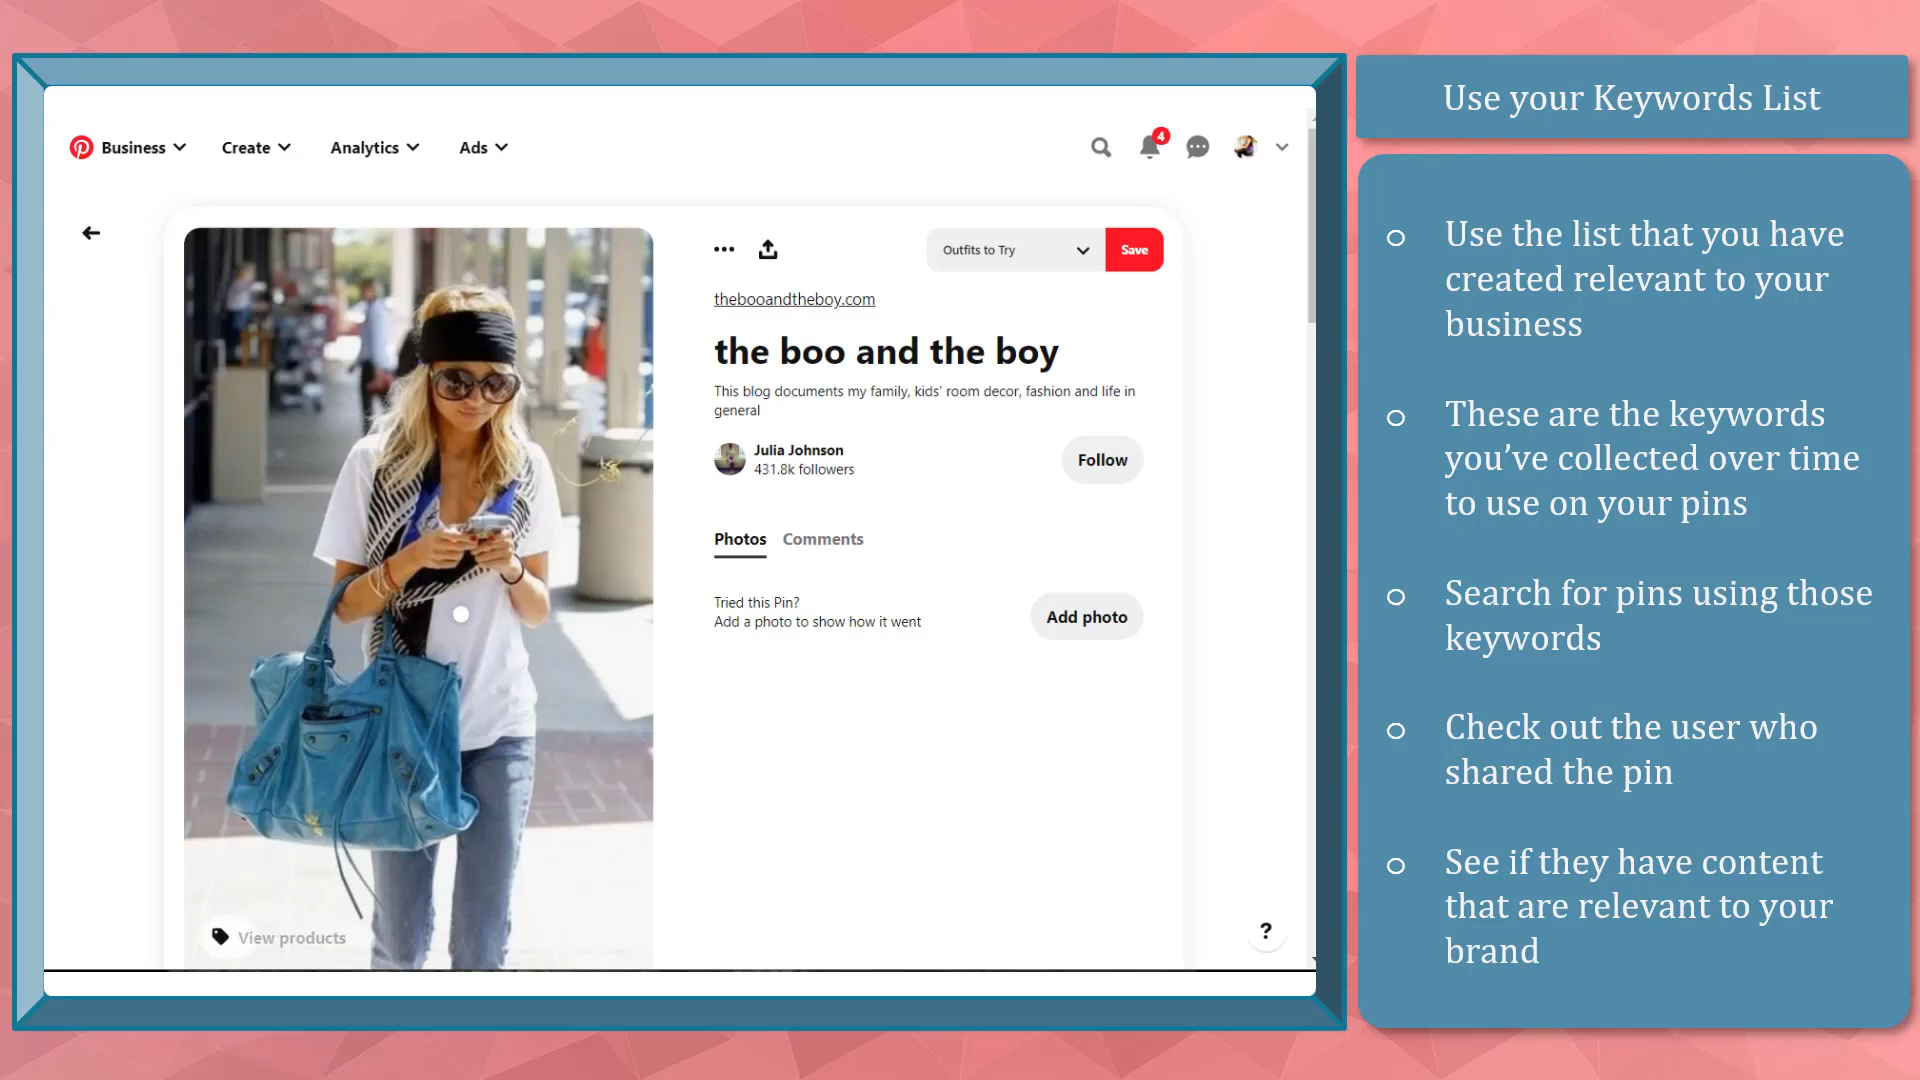 Business
Create
Analytics
Ads
4
Outfits to Try
Save
thebooandtheboy.com
the boo and the boy
This blog documents my family, kids' room decor, fashion and life in
general
Julia Johnson
431.8k followers
Follow
Photos
Comments
Tried this Pin?
Add a photo to show how it went
Add photo
View products
?
Use your Keywords List
Use the list that you have
created relevant to your
business
These are the keywords
you’ve collected over time
to use on your pins
Search for pins using those
keywords
Check out the user who
shared the pin
See if they have content
that are relevant to your
brand